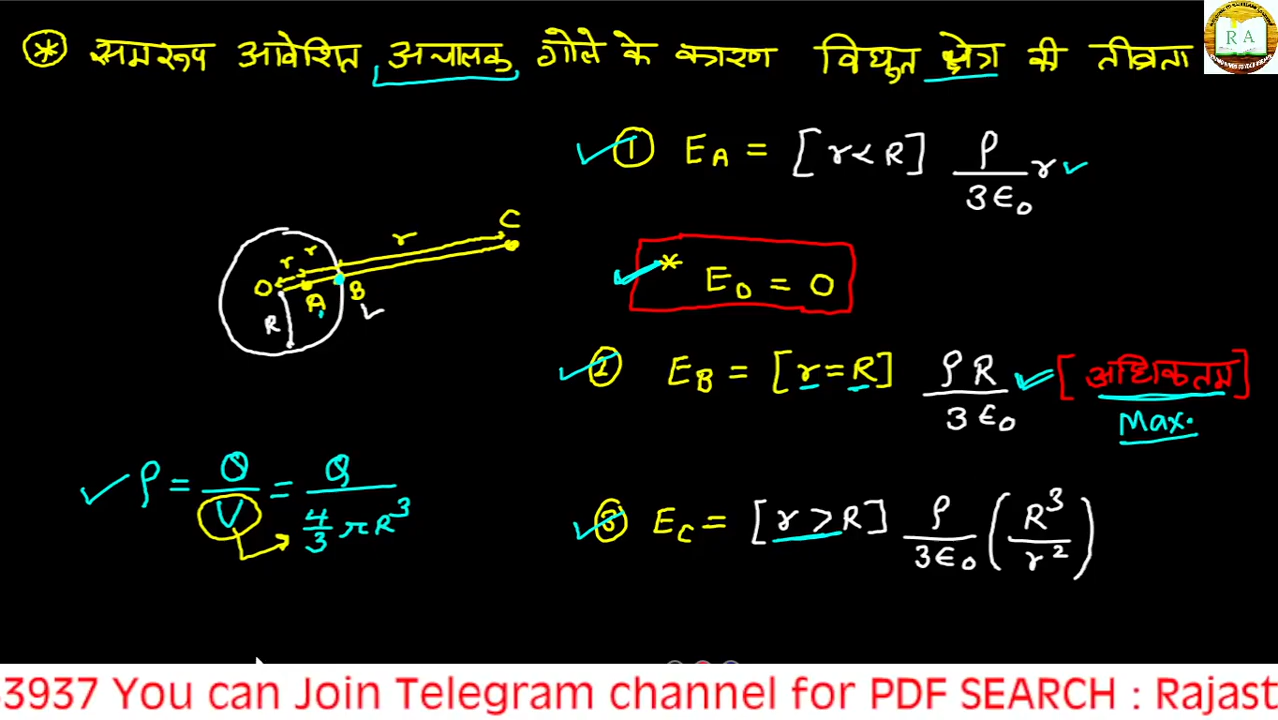 * समरूप आवेशित अचालक गोले के कारण विद्युत क्षेत्र की तीव्रता
R A
① E_A = [r < R] ρ/3ε₀ r
C
r
r r
O A B
R
* E_O = 0
② E_B = [r = R] ρR/3ε₀ [अधिकतम]
Max.
ρ = Q/V = Q/(4/3 πR³)
③ E_C = [r > R] ρ/3ε₀ (R³/r²)
3937 You can Join Telegram channel for PDF SEARCH : Rajast